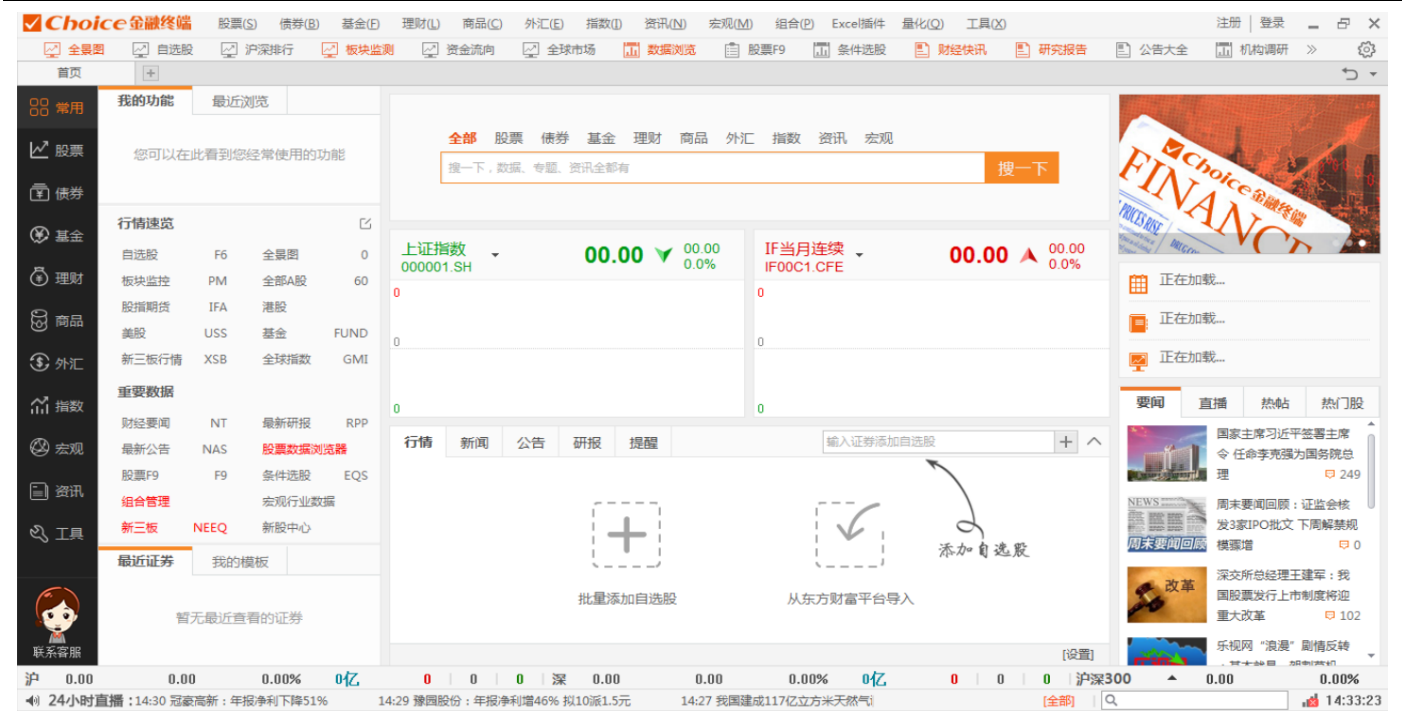 Choice金融终端 股票(S) 债券(B) 基金(F) 理财(L) 商品(C) 外汇(E) 指数(I) 资讯(N) 宏观(M) 组合(P) Excel插件 量化(Q) 工具(X) 注册 登录
全景图 自选股 沪深排行 板块监测 资金流向 全球市场 数据浏览 股票F9 条件选股 财经快讯 研究报告 公告大全 机构调研 »
首页
常用
股票
债券
基金
理财
商品
外汇
指数
宏观
资讯
工具
联系客服
我的功能 最近浏览
您可以在此看到您经常使用的功能
行情速览
自选股 F6 全景图 0
板块监控 PM 全部A股 60
股指期货 IFA 港股
美股 USS 基金 FUND
新三板行情 XSB 全球指数 GMI
重要数据
财经要闻 NT 最新研报 RPP
最新公告 NAS 股票数据浏览器
股票F9 F9 条件选股 EQS
组合管理 宏观行业数据
新三板 NEEQ 新股中心
最近证券 我的模板
暂无最近查看的证券
全部 股票 债券 基金 理财 商品 外汇 指数 资讯 宏观
搜一下，数据、专题、资讯全都有 搜一下
上证指数 00.00 00.00
000001.SH 0.0%
0
0
0
IF当月连续 00.00 00.00
IF00C1.CFE 0.0%
0
0
0
行情 新闻 公告 研报 提醒 输入证券添加自选股
添加自选股
批量添加自选股 从东方财富平台导入
[设置]
Choice金融终端
FINANCE
PRICES RISE
正在加载...
正在加载...
正在加载...
要闻 直播 热帖 热门股
国家主席习近平签署主席
令 任命李克强为国务院总
理 249
NEWS
周末要闻回顾
周末要闻回顾：证监会核
发3家IPO批文 下周解禁规
模骤增 0
改革
深交所总经理王建军：我
国股票发行上市制度将迎
重大改革 102
乐视网“浪漫”剧情反转
沪 0.00 0.00 0.00% 0亿 0 0 0 深 0.00 0.00 0.00% 0亿 0 0 0 沪深300 0.00 0.00%
24小时直播：14:30 冠豪高新：年报净利下降51% 14:29 豫园股份：年报净利增46% 拟10派1.5元 14:27 我国建成117亿立方米天然气 [全部] 14:33:23